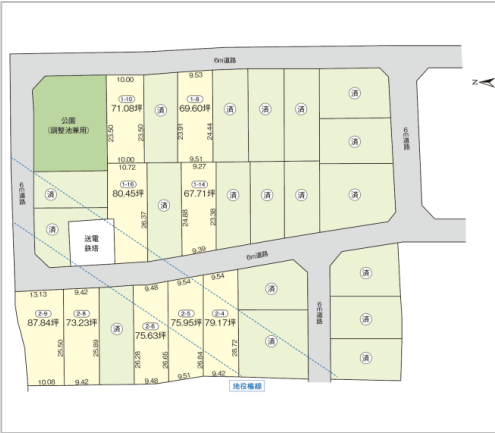 6m道路
N
10.00
1-10
71.08坪
23.50
23.50
10.00
済
9.53
1-8
69.60坪
23.91
24.44
9.51
済
済
済
済
済
済
公園
(調整池兼用)
6m道路
6m道路
済
済
送電
鉄塔
10.72
1-16
80.45坪
26.37
済
9.27
1-14
67.71坪
24.88
23.38
9.39
済
済
済
6m道路
13.13
2-9
87.84坪
25.50
10.08
9.42
2-8
73.23坪
25.89
9.42
済
9.48
2-6
75.63坪
26.28
26.65
9.48
9.54
2-5
75.95坪
26.84
9.51
9.54
2-4
79.17坪
28.72
9.42
済
済
6m道路
済
済
済
地役権線